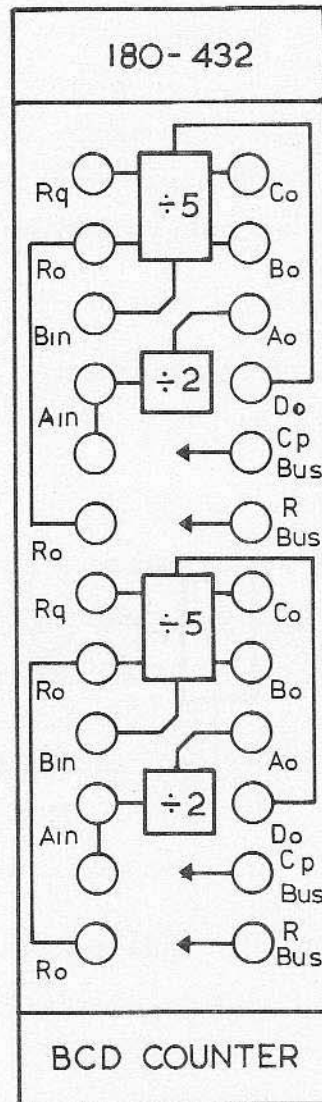 180-432
Rq
÷5
Co
Ro
Bo
Bin
Ao
Ain
÷2
Do
Cp
Bus
R
Bus
Ro
Rq
÷5
Co
Ro
Bo
Bin
Ao
Ain
÷2
Do
Cp
Bus
R
Bus
Ro
BCD COUNTER